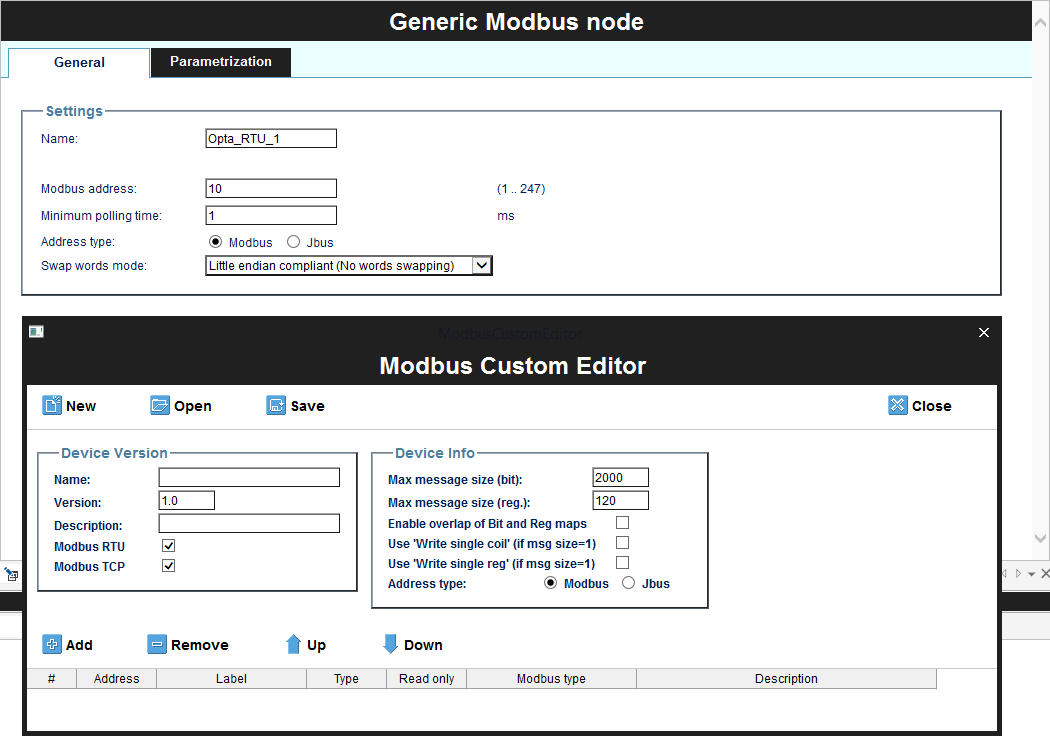 Generic Modbus node
General Parametrization
Settings
Name: Opta_RTU_1
Modbus address: 10 (1 .. 247)
Minimum polling time: 1 ms
Address type: Modbus Jbus
Swap words mode: Little endian compliant (No words swapping)
ModbusCustomEditor
Modbus Custom Editor
New Open Save Close
Device Version
Name:
Version: 1.0
Description:
Modbus RTU
Modbus TCP
Device Info
Max message size (bit): 2000
Max message size (reg.): 120
Enable overlap of Bit and Reg maps
Use 'Write single coil' (if msg size=1)
Use 'Write single reg' (if msg size=1)
Address type: Modbus Jbus
Add Remove Up Down
# Address Label Type Read only Modbus type Description